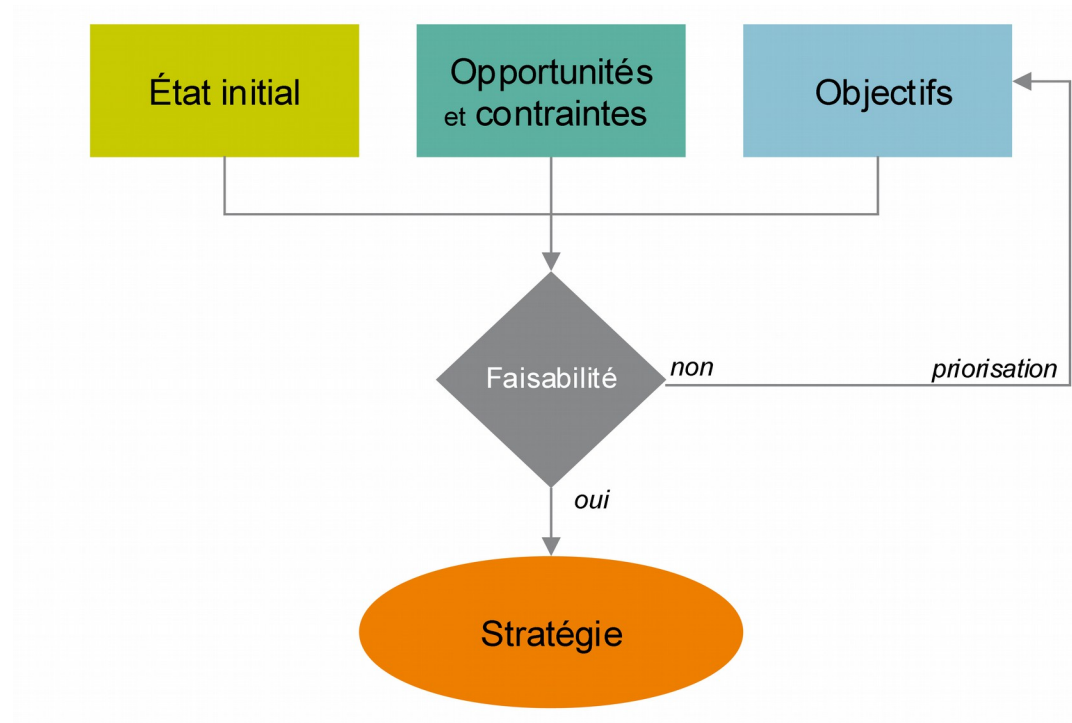 État initial
Opportunités
et contraintes
Objectifs
Faisabilité
non
priorisation
oui
Stratégie